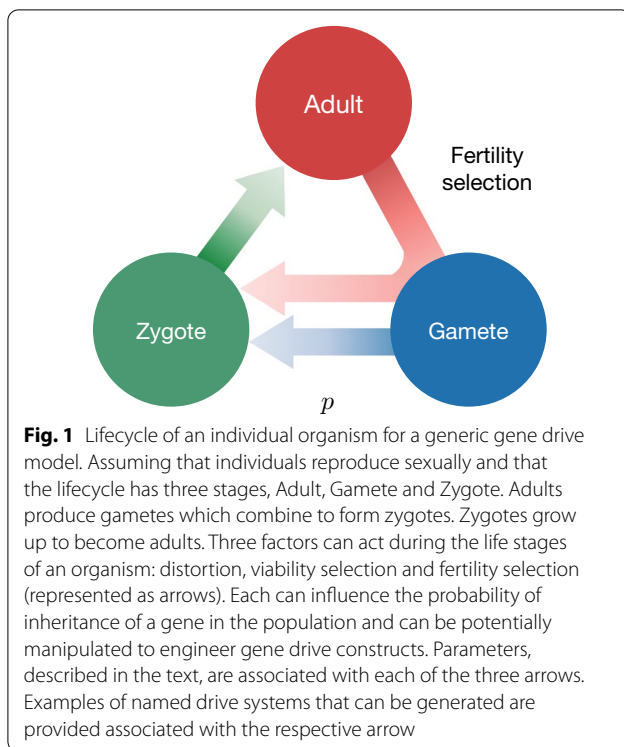 Adult
Fertility
selection
Zygote
Gamete
p
Fig. 1 Lifecycle of an individual organism for a generic gene drive
model. Assuming that individuals reproduce sexually and that
the lifecycle has three stages, Adult, Gamete and Zygote. Adults
produce gametes which combine to form zygotes. Zygotes grow
up to become adults. Three factors can act during the life stages
of an organism: distortion, viability selection and fertility selection
(represented as arrows). Each can influence the probability of
inheritance of a gene in the population and can be potentially
manipulated to engineer gene drive constructs. Parameters,
described in the text, are associated with each of the three arrows.
Examples of named drive systems that can be generated are
provided associated with the respective arrow